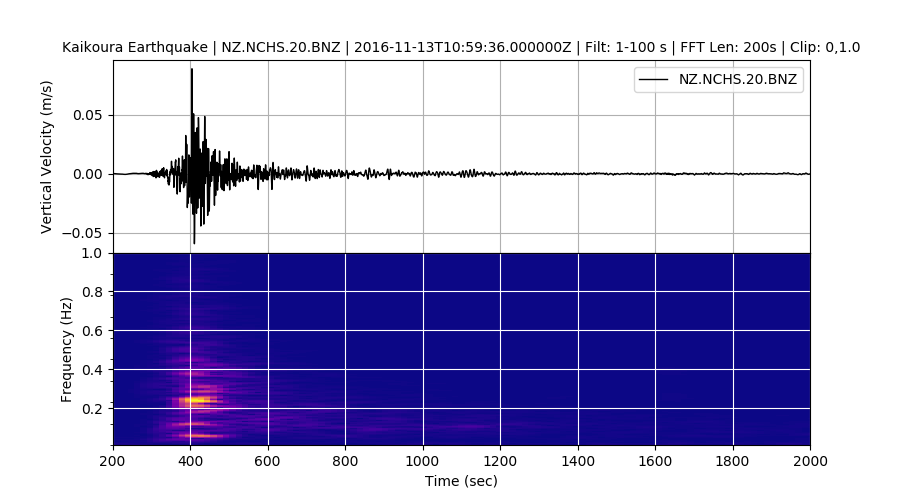 Kaikoura Earthquake | NZ.NCHS.20.BNZ | 2016-11-13T10:59:36.000000Z | Filt: 1-100 s | FFT Len: 200s | Clip: 0,1.0
NZ.NCHS.20.BNZ
Vertical Velocity (m/s)
0.05
0.00
−0.05
Frequency (Hz)
1.0
0.8
0.6
0.4
0.2
200 400 600 800 1000 1200 1400 1600 1800 2000
Time (sec)